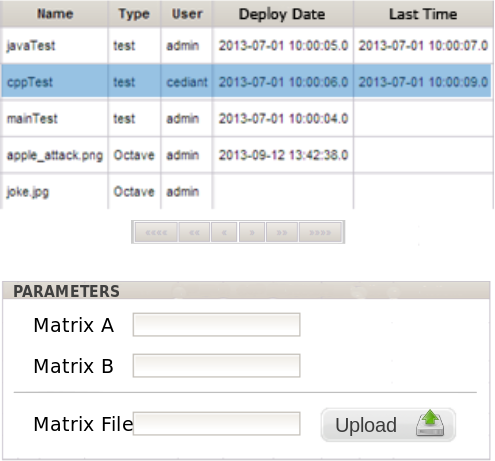 Name Type User Deploy Date Last Time
javaTest test admin 2013-07-01 10:00:05.0 2013-07-01 10:00:07.0
cppTest test cediant 2013-07-01 10:00:06.0 2013-07-01 10:00:09.0
mainTest test admin 2013-07-01 10:00:04.0
apple_attack.png Octave admin 2013-09-12 13:42:38.0
joke.jpg Octave admin
<<<< << < > >> >>>>
PARAMETERS
Matrix A
Matrix B
Matrix File Upload